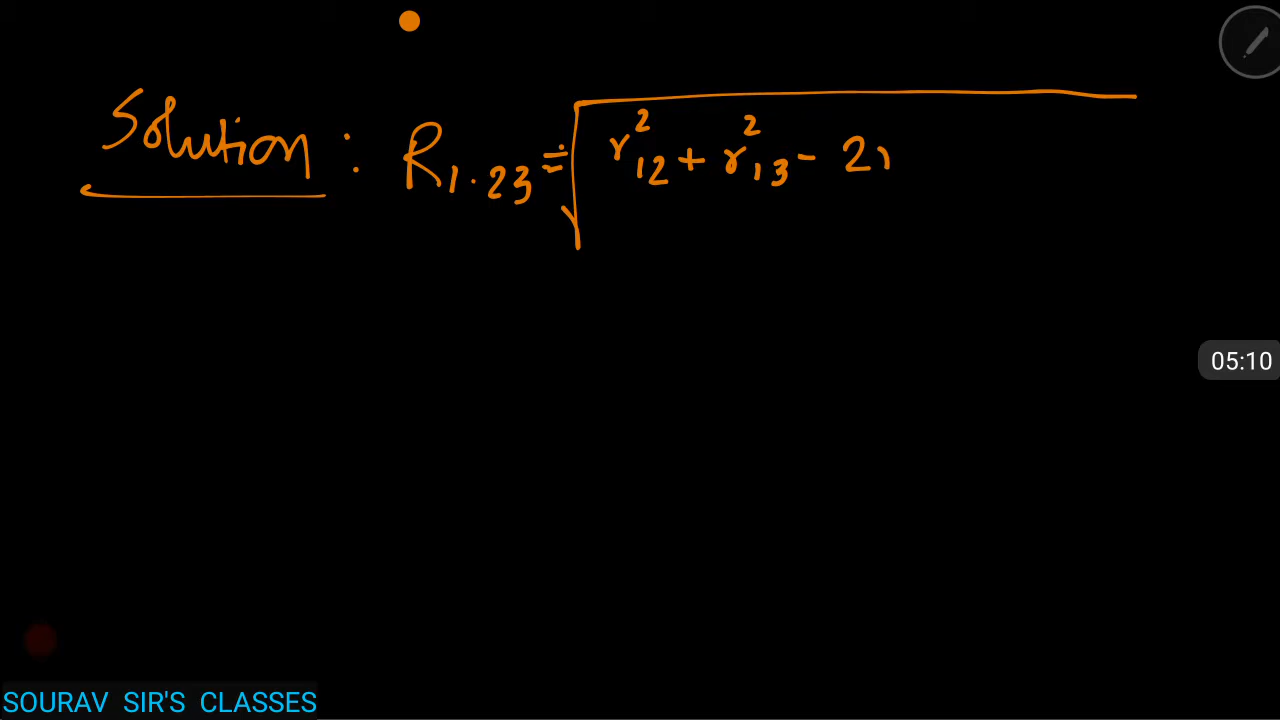 Solution : R₁.₂₃ = √ r²₁₂ + r²₁₃ - 2
05:10
SOURAV SIR'S CLASSES